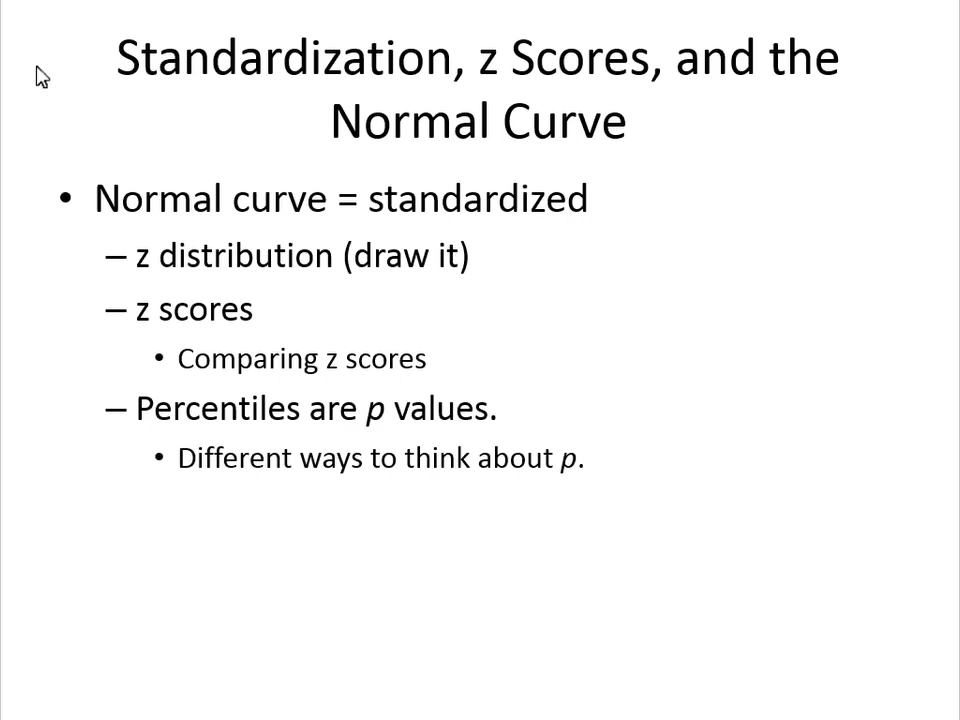 Standardization, z Scores, and the
Normal Curve
• Normal curve = standardized
– z distribution (draw it)
– z scores
• Comparing z scores
– Percentiles are p values.
• Different ways to think about p.